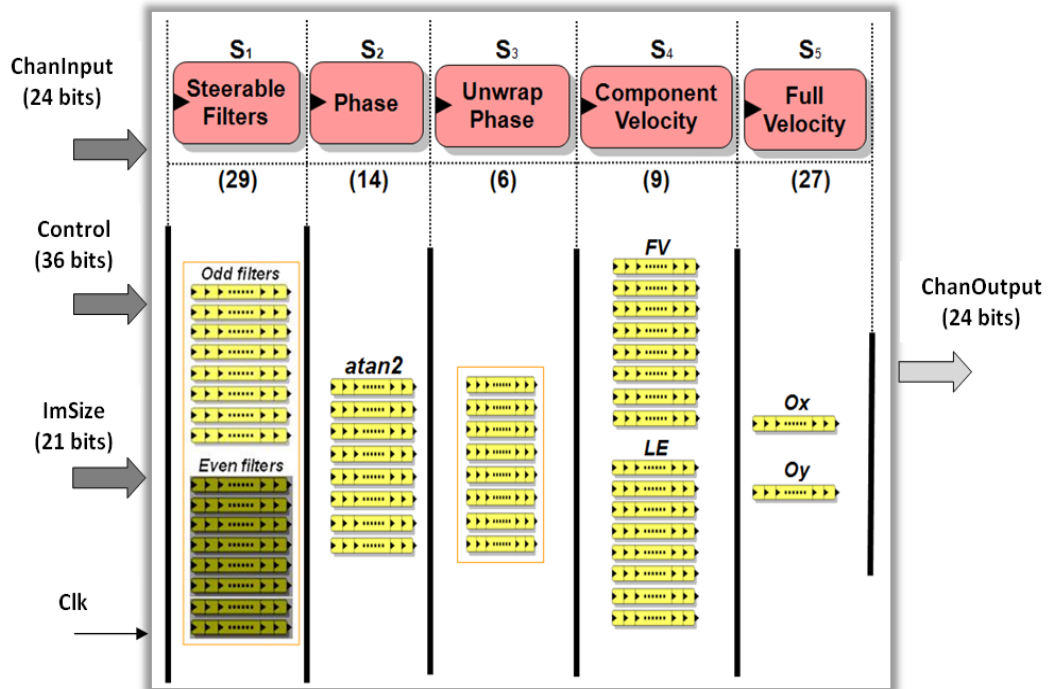 ChanInput
(24 bits)
Control
(36 bits)
ImSize
(21 bits)
Clk
S1
S2
S3
S4
S5
Steerable
Filters
Phase
Unwrap
Phase
Component
Velocity
Full
Velocity
(29)
(14)
(6)
(9)
(27)
Odd filters
Even filters
atan2
FV
LE
Ox
Oy
ChanOutput
(24 bits)